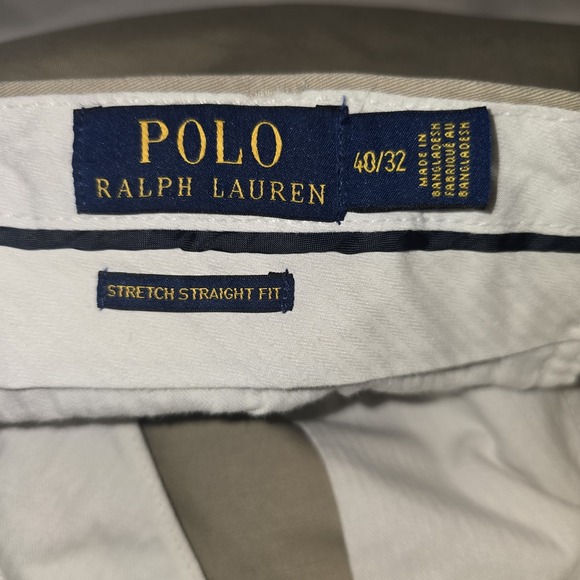 POLO
RALPH LAUREN
40/32
MADE IN
BANGLADESH
FABRIQUÉ AU
BANGLADESH
STRETCH STRAIGHT FIT